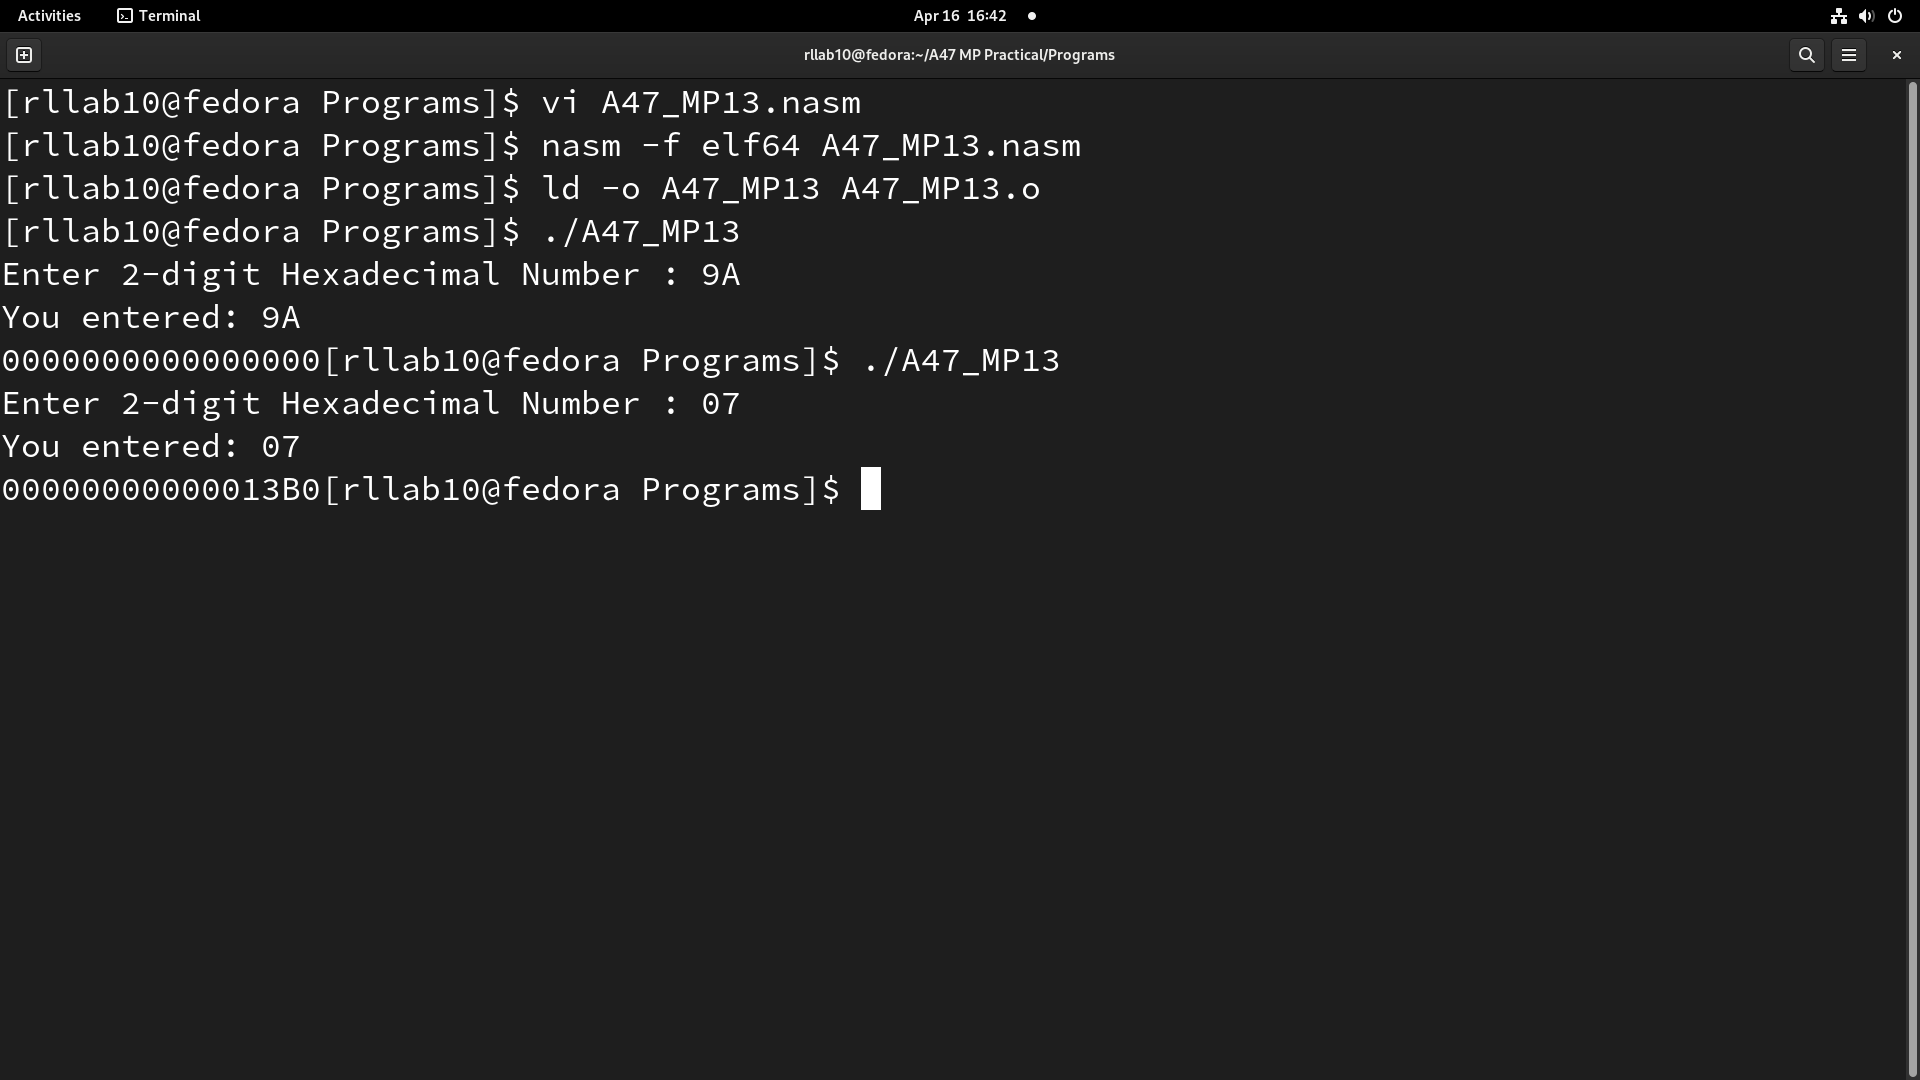 Activities Terminal Apr 16 16:42
rllab10@fedora:~/A47 MP Practical/Programs
[rllab10@fedora Programs]$ vi A47_MP13.nasm
[rllab10@fedora Programs]$ nasm -f elf64 A47_MP13.nasm
[rllab10@fedora Programs]$ ld -o A47_MP13 A47_MP13.o
[rllab10@fedora Programs]$ ./A47_MP13
Enter 2-digit Hexadecimal Number : 9A
You entered: 9A
0000000000000000[rllab10@fedora Programs]$ ./A47_MP13
Enter 2-digit Hexadecimal Number : 07
You entered: 07
00000000000013B0[rllab10@fedora Programs]$